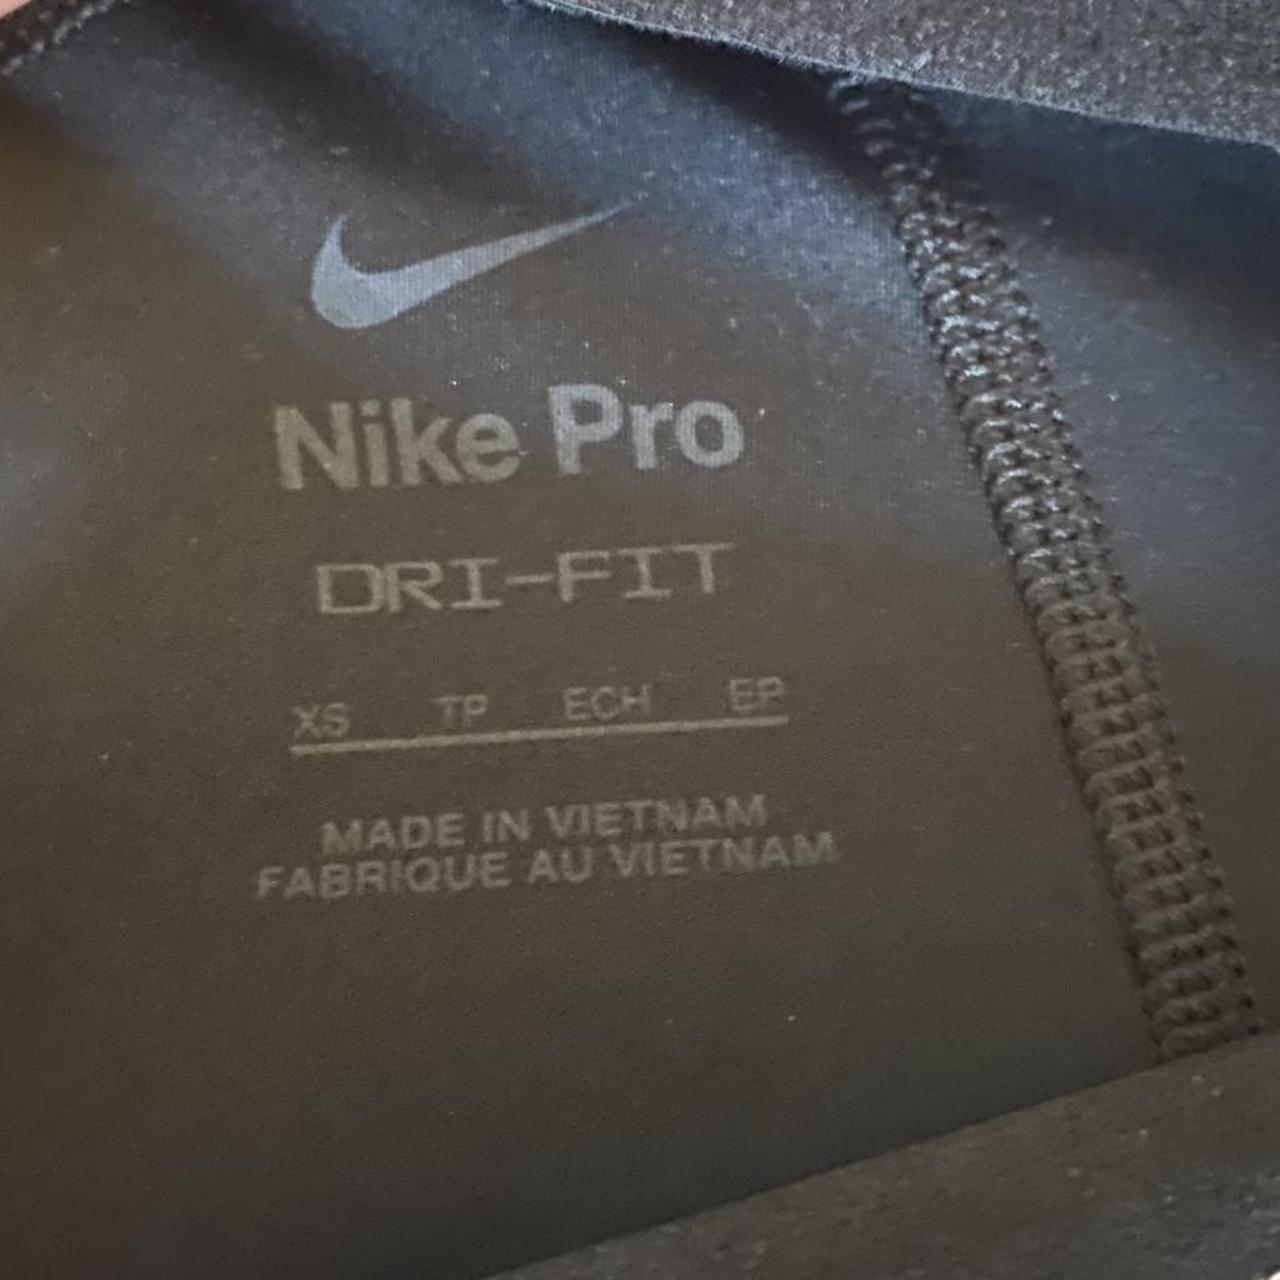 Nike Pro
DRI-FIT
XS TP ECH EP
MADE IN VIETNAM
FABRIQUE AU VIETNAM